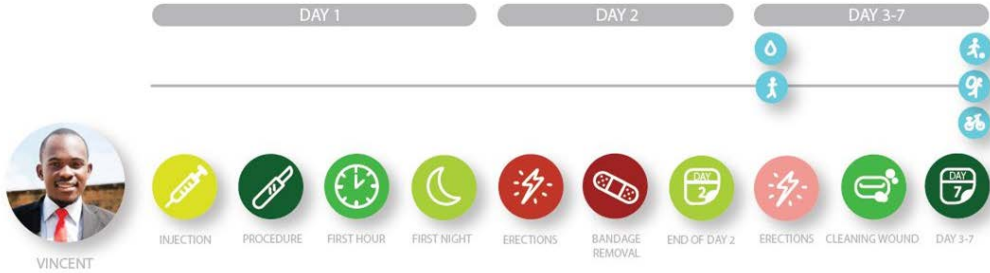 DAY 1
DAY 2
DAY 3-7
DAY
2
DAY
7
INJECTION
PROCEDURE
FIRST HOUR
FIRST NIGHT
ERECTIONS
BANDAGE
REMOVAL
END OF DAY 2
ERECTIONS
CLEANING WOUND
DAY 3-7
VINCENT